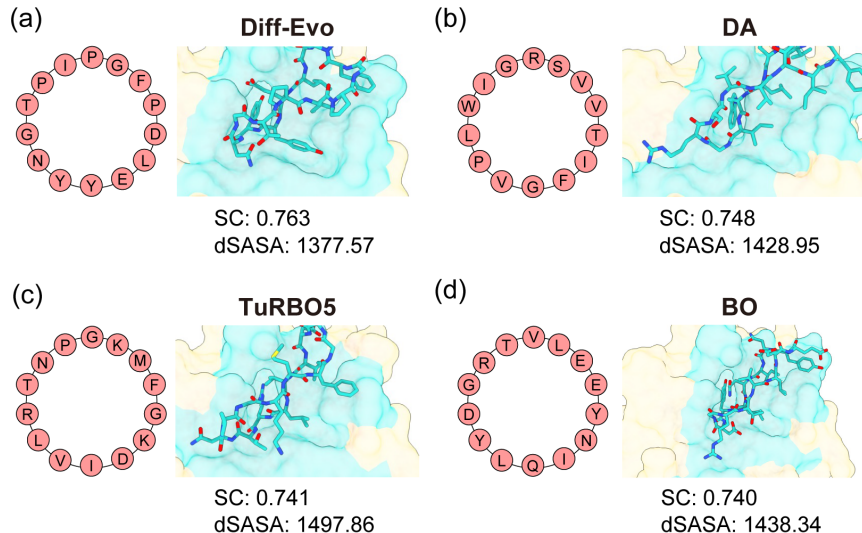 (a)
Diff-Evo
P G F P D L E Y Y N G T P I
SC: 0.763
dSASA: 1377.57
(b)
DA
R S V V T I F G V P L W I G
SC: 0.748
dSASA: 1428.95
(c)
TuRBO5
G K M F G K D I V L R T N P
SC: 0.741
dSASA: 1497.86
(d)
BO
V L E E Y N I Q L Y D G R T
SC: 0.740
dSASA: 1438.34